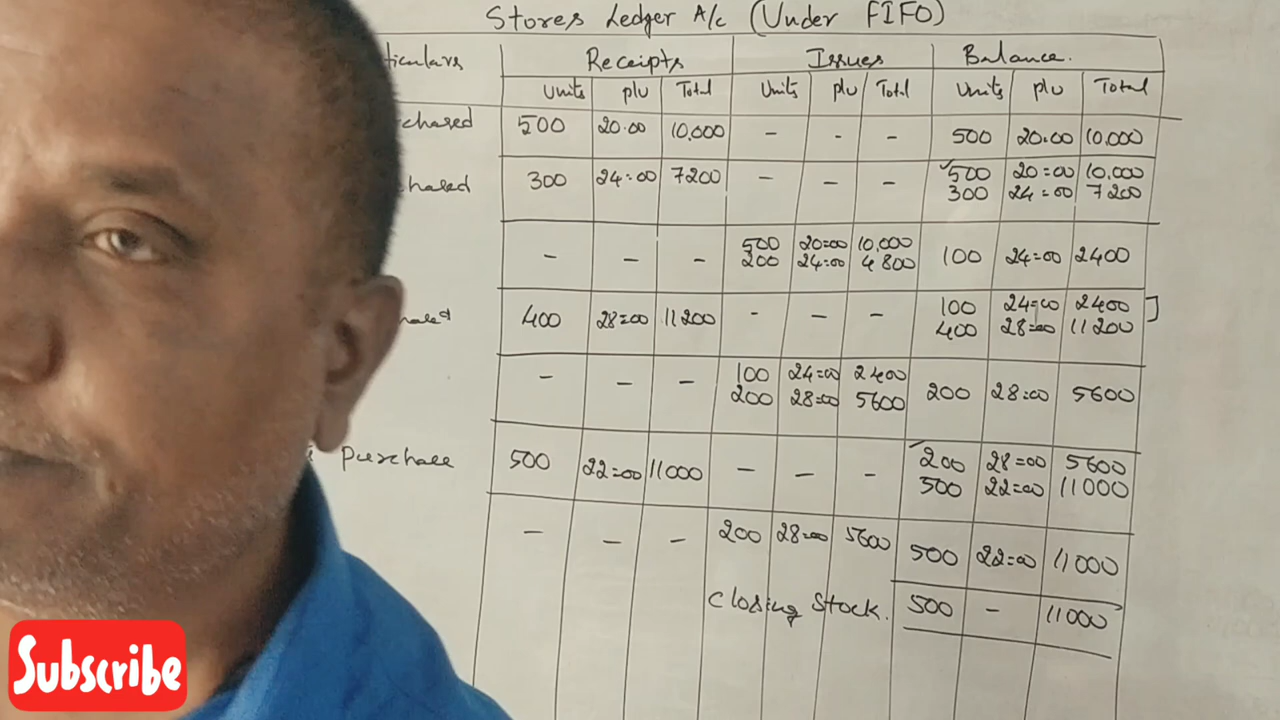 Stores Ledger A/c (Under FIFO)
Receipts Issues Balance.
Units plu Total Units plu Total Units plu Total
500 20.00 10,000 - - - 500 20.00 10,000
500 20=00 10,000
300 24=00 7200 - - - 300 24=00 7200
500 20=00 10,000
- - - 200 24=00 4800 100 24=00 2400
100 24=00 2400
400 28=00 11200 - - - 400 28=00 11200
100 24=00 2400
- - - 200 28=00 5600 200 28=00 5600
200 28=00 5600
Purchase 500 22=00 11000 - - - 500 22=00 11000
- - - 200 28=00 5600 500 22=00 11000
Closing Stock. 500 - 11000
Subscribe